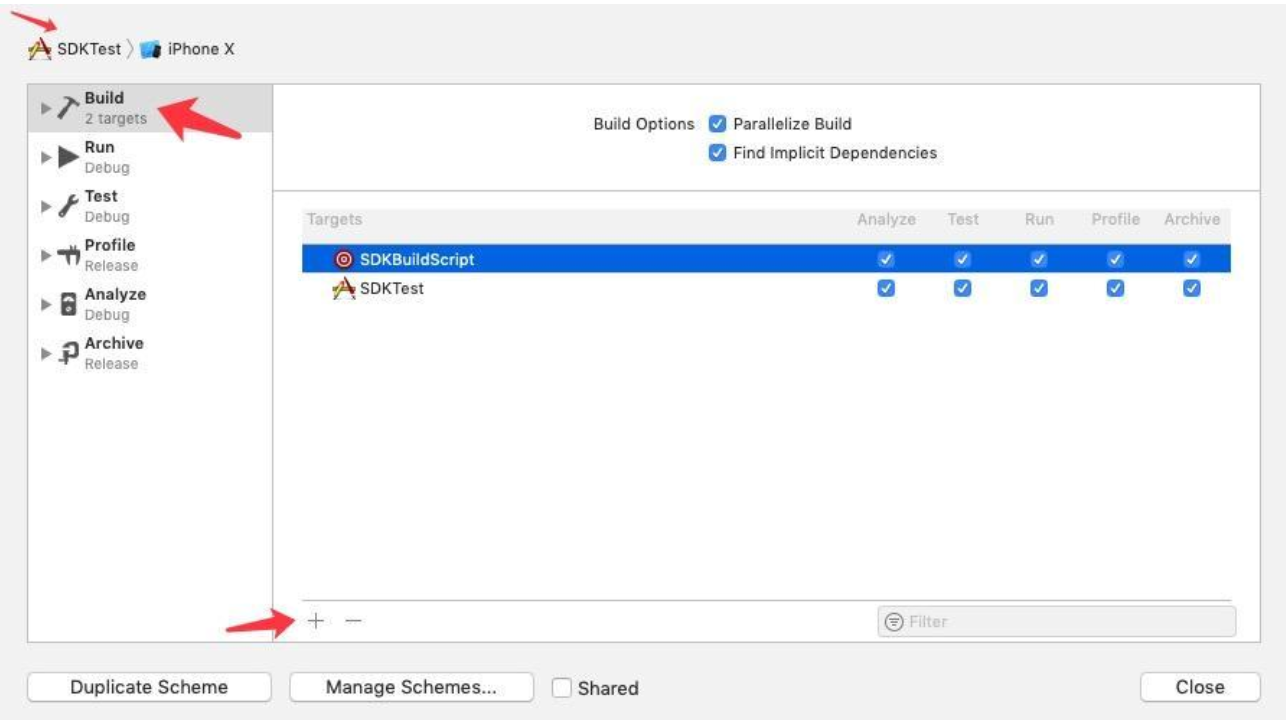 SDKTest 〉 iPhone X
Build
2 targets
Run
Debug
Test
Debug
Profile
Release
Analyze
Debug
Archive
Release
Build Options Parallelize Build
Find Implicit Dependencies
Targets Analyze Test Run Profile Archive
SDKBuildScript
SDKTest
+ −
Filter
Duplicate Scheme Manage Schemes... Shared Close